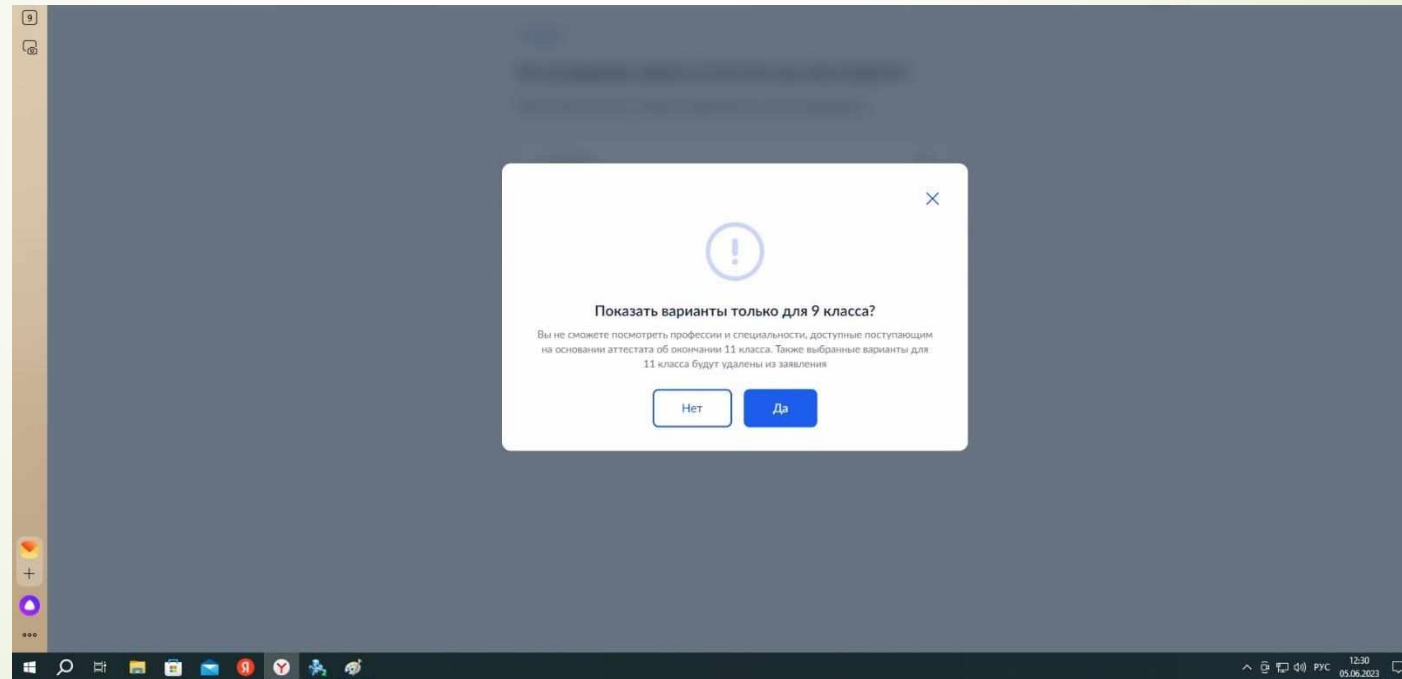 9
Показать варианты только для 9 класса?
Вы не сможете посмотреть профессии и специальности, доступные поступающим
на основании аттестата об окончании 11 класса. Также выбранные варианты для
11 класса будут удалены из заявления
Нет
Да
Я
Y
РУС
12:30
05.06.2023